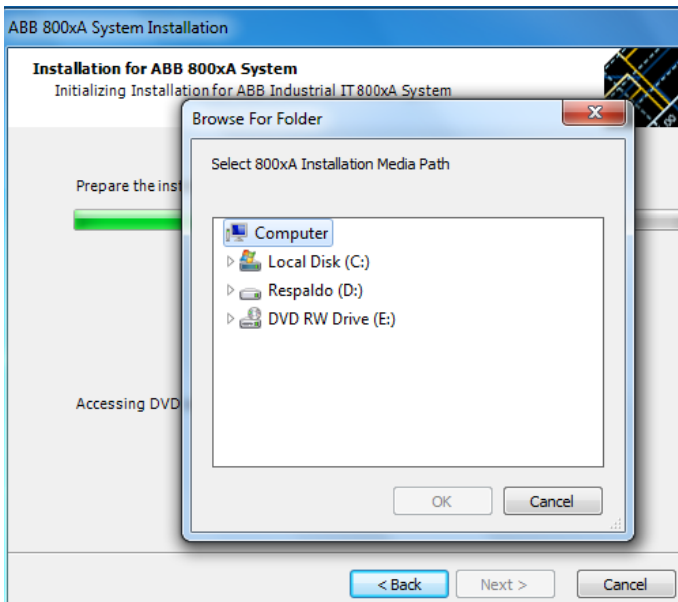 ABB 800xA System Installation
Installation for ABB 800xA System
Initializing Installation for ABB Industrial IT 800xA System
Browse For Folder
Select 800xA Installation Media Path
Prepare the inst
Computer
Local Disk (C:)
Respaldo (D:)
DVD RW Drive (E:)
Accessing DVD
OK
Cancel
< Back
Next >
Cancel